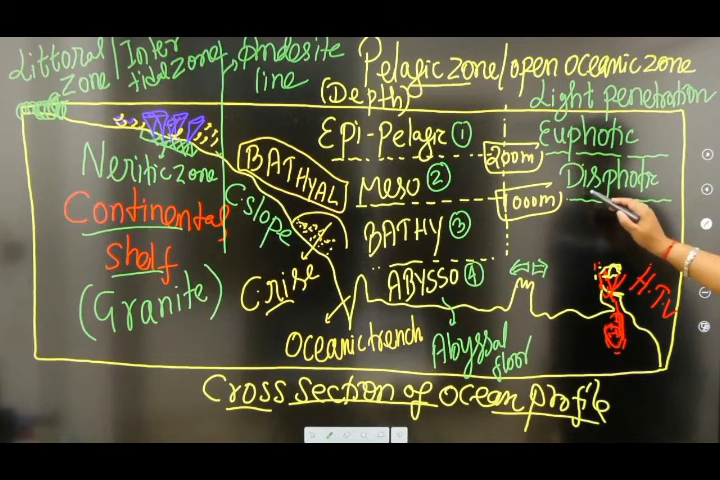 Littoral zone / Inter tidal zone
Andesite line
Pelagic zone/open oceanic zone
(Depth)
Light penetration
Epi-Pelagic ①
200m
Euphotic
Neritic zone
BATHYAL
Meso ②
1000m
Disphotic
Continental
Shelf
(Granite)
C slope
BATHY ③
C rise
ABYSSO ④
H.T.V
Oceanic trench
Abyssal floor
Cross section of Ocean profile